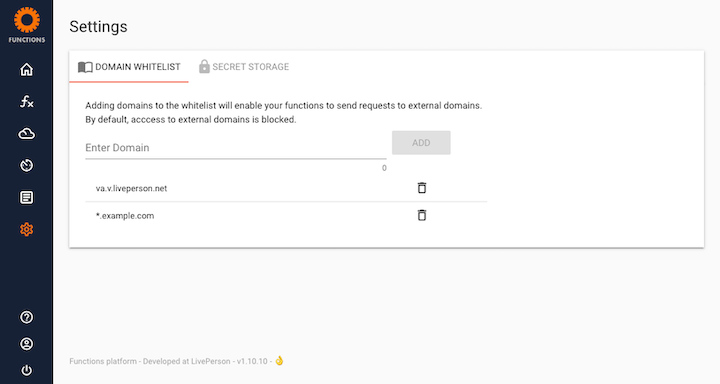 FUNCTIONS
Settings
DOMAIN WHITELIST
SECRET STORAGE
Adding domains to the whitelist will enable your functions to send requests to external domains.
By default, acccess to external domains is blocked.
Enter Domain
ADD
0
va.v.liveperson.net
*.example.com
Functions platform - Developed at LivePerson - v1.10.10 - 👌